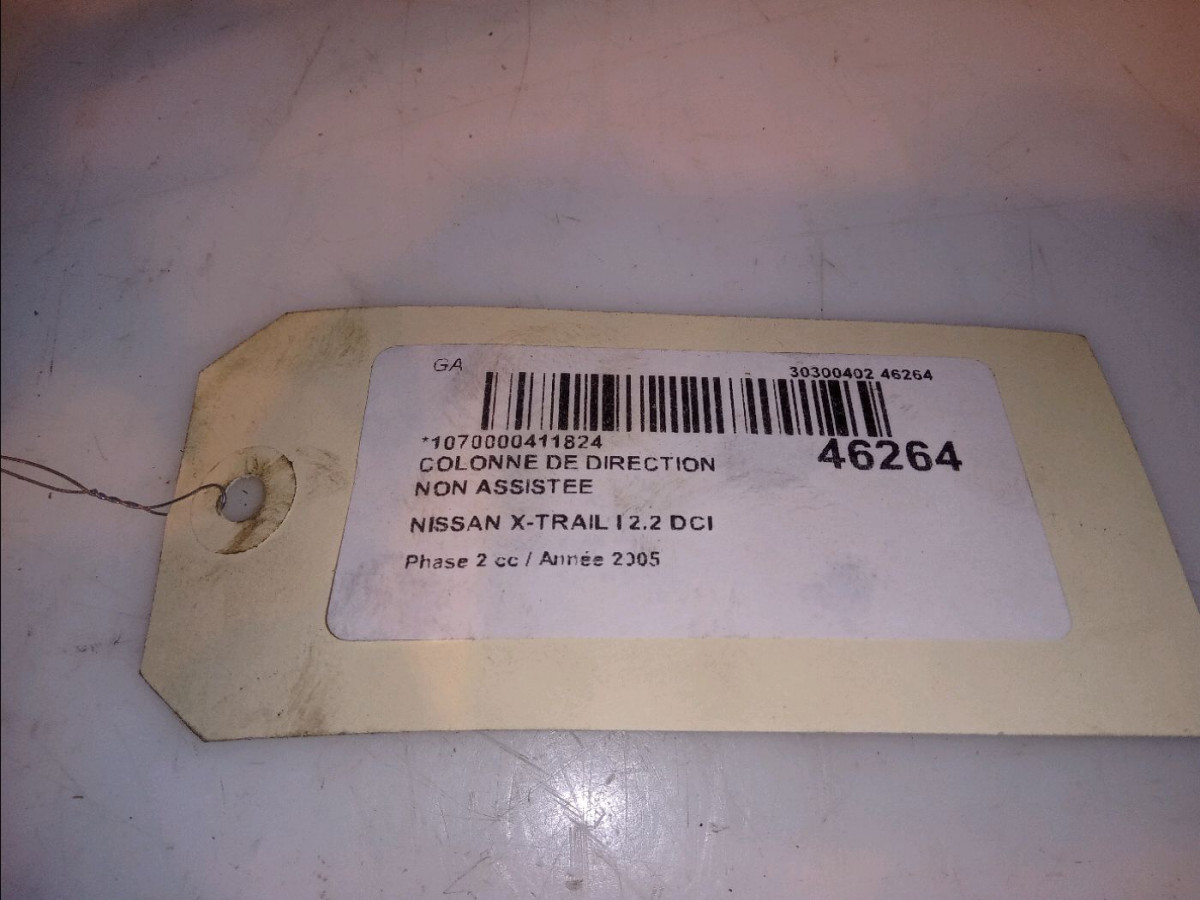 GA
30300402 46264
*1070000411824
46264
COLONNE DE DIRECTION
NON ASSISTEE
NISSAN X-TRAIL I 2.2 DCI
Phase 2 cc / Année 2005